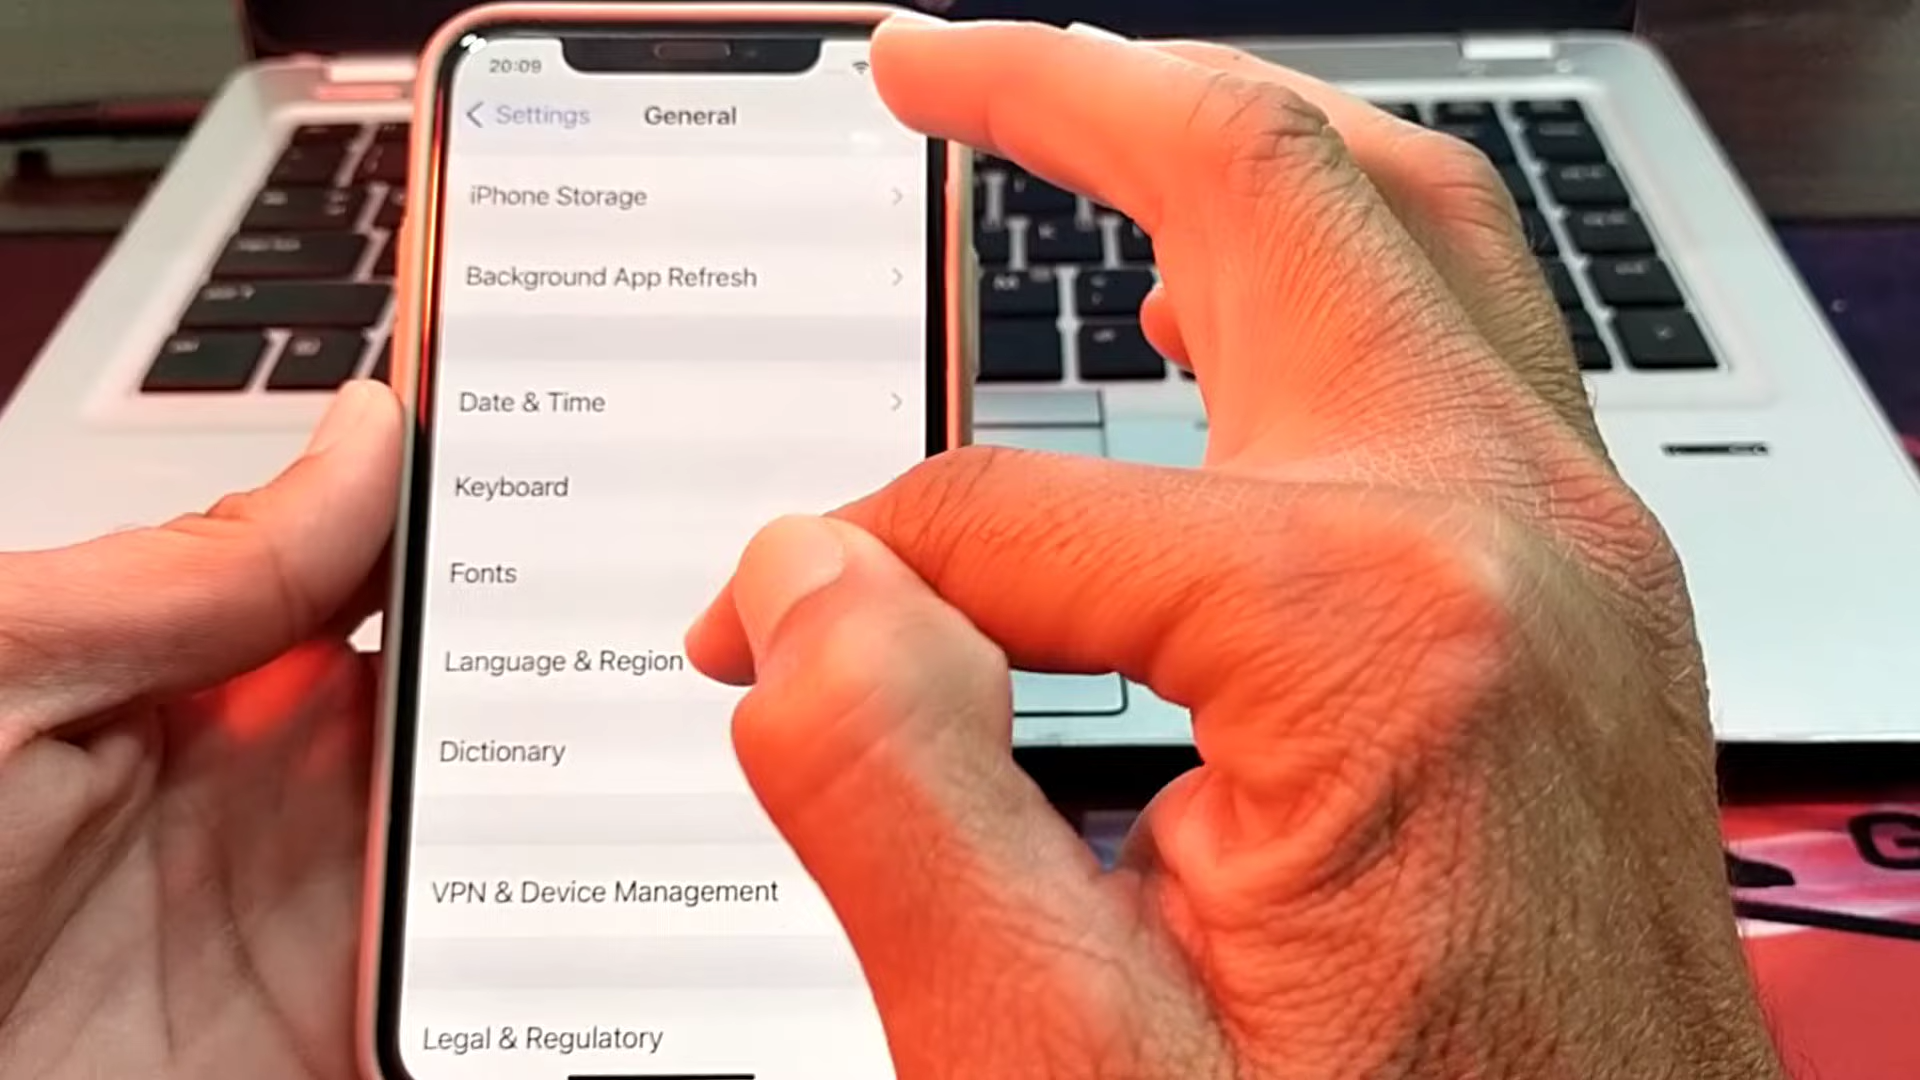 20:09
Settings
General
iPhone Storage
Background App Refresh
Date & Time
Keyboard
Fonts
Language & Region
Dictionary
VPN & Device Management
Legal & Regulatory
G